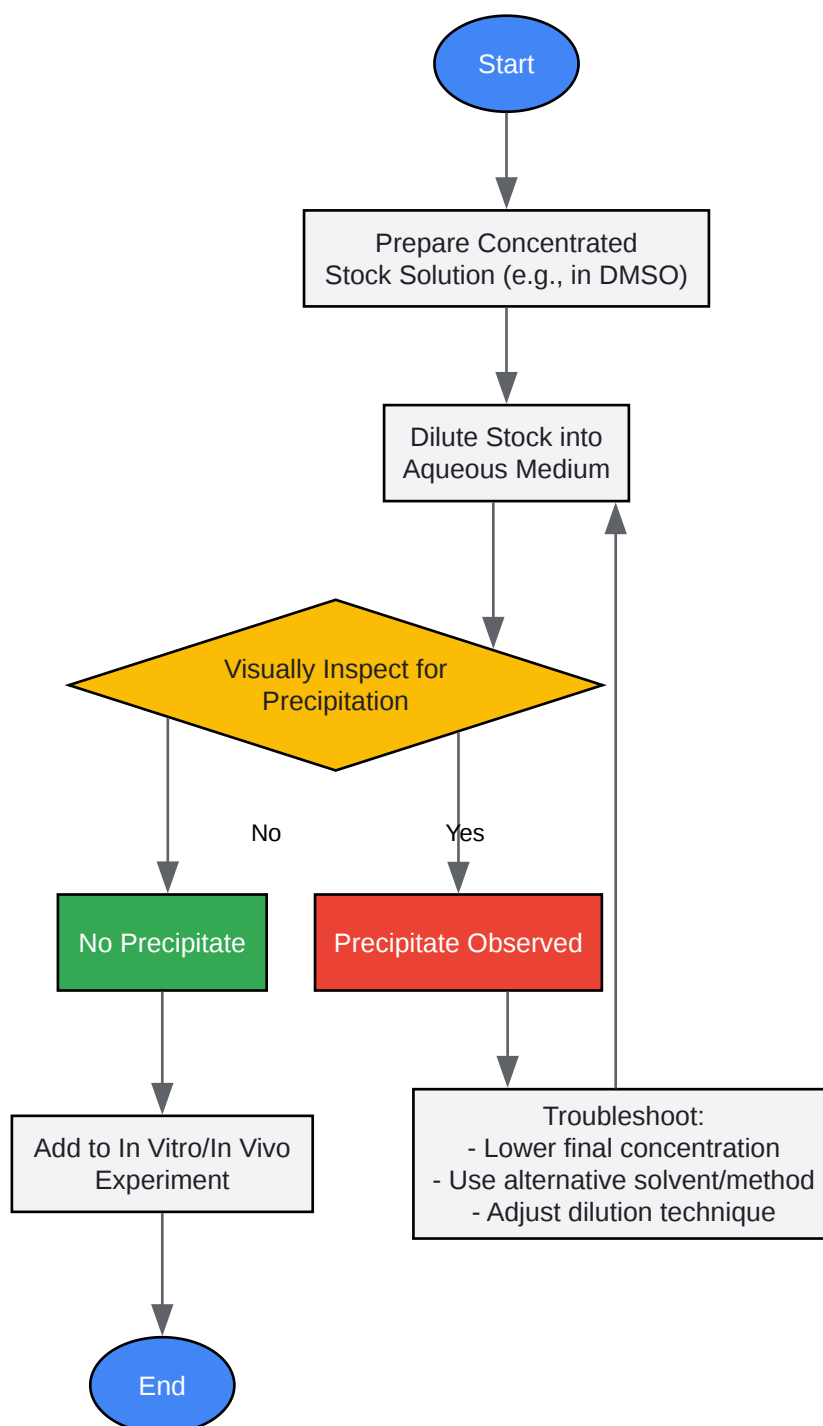 Start
Prepare Concentrated
Stock Solution (e.g., in DMSO)
Dilute Stock into
Aqueous Medium
Visually Inspect for
Precipitation
No
Yes
No Precipitate
Precipitate Observed
Add to In Vitro/In Vivo
Experiment
Troubleshoot:
- Lower final concentration
- Use alternative solvent/method
- Adjust dilution technique
End